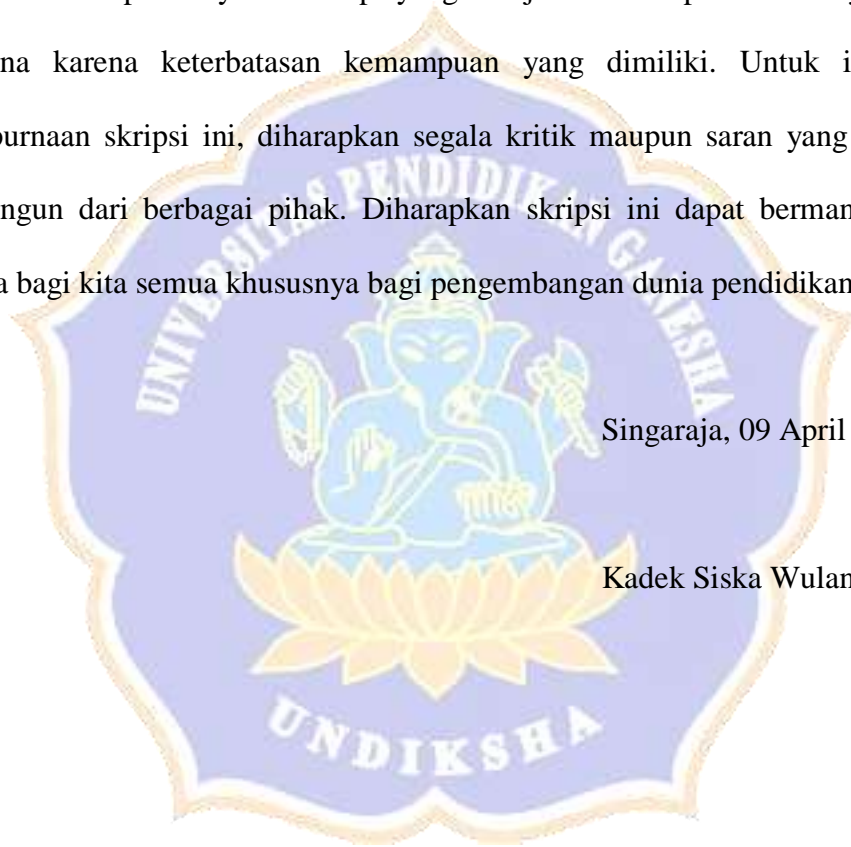 na karena keterbatasan kemampuan yang dimiliki. Untuk i
urnaan skripsi ini, diharapkan segala kritik maupun saran yang
ngun dari berbagai pihak. Diharapkan skripsi ini dapat berman
a bagi kita semua khususnya bagi pengembangan dunia pendidikan
UNIVERSITAS PENDIDIKAN GANESHA
Singaraja, 09 April
Kadek Siska Wulan
UNDIKSHA